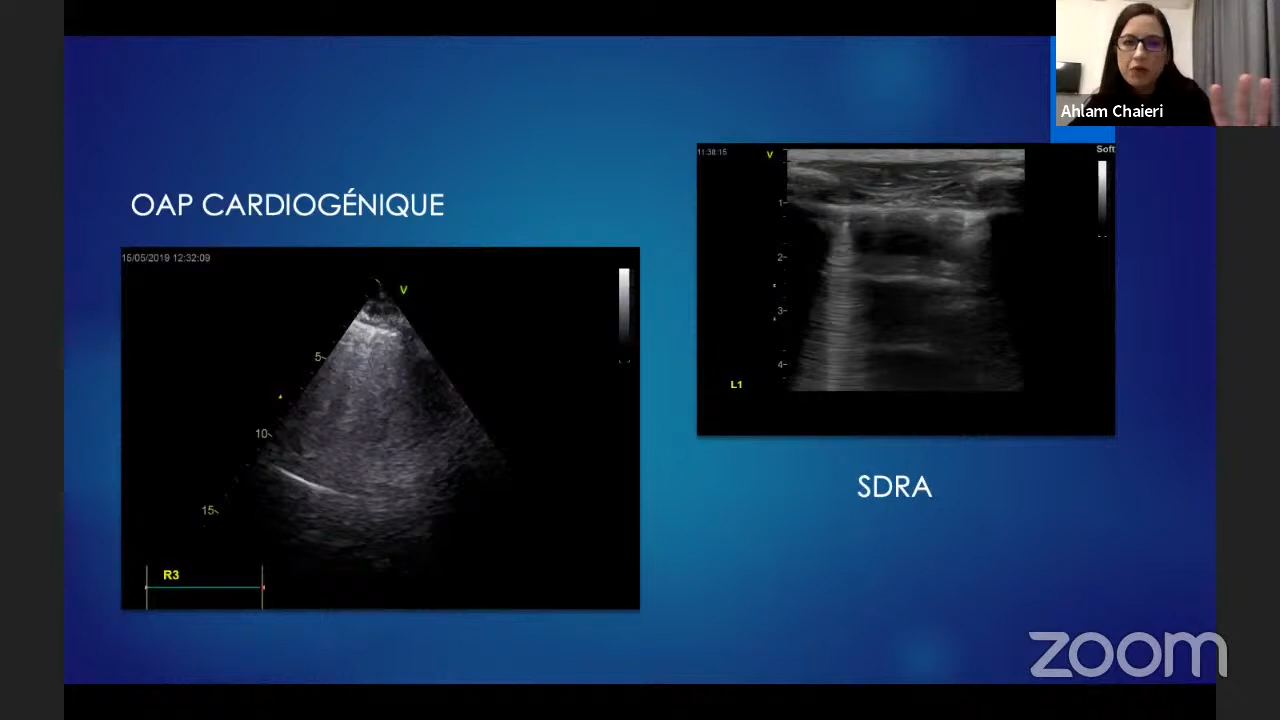 OAP CARDIOGÉNIQUE
15/05/2019 12:32:09
V
5
10
15
R3
11:38:15
V
Soft
1
2
3
4
L1
SDRA
Ahlam Chaieri
zoom